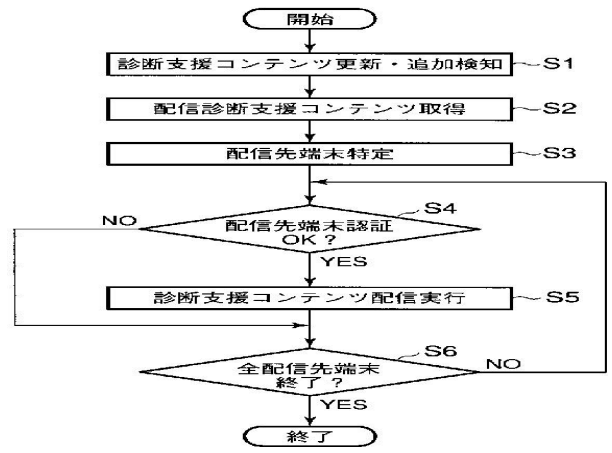 開始
診断支援コンテンツ更新・追加検知 S1
配信診断支援コンテンツ取得 S2
配信先端末特定 S3
S4
NO
配信先端末認証
OK？
YES
診断支援コンテンツ配信実行 S5
S6
全配信先端末
終了？
NO
YES
終了